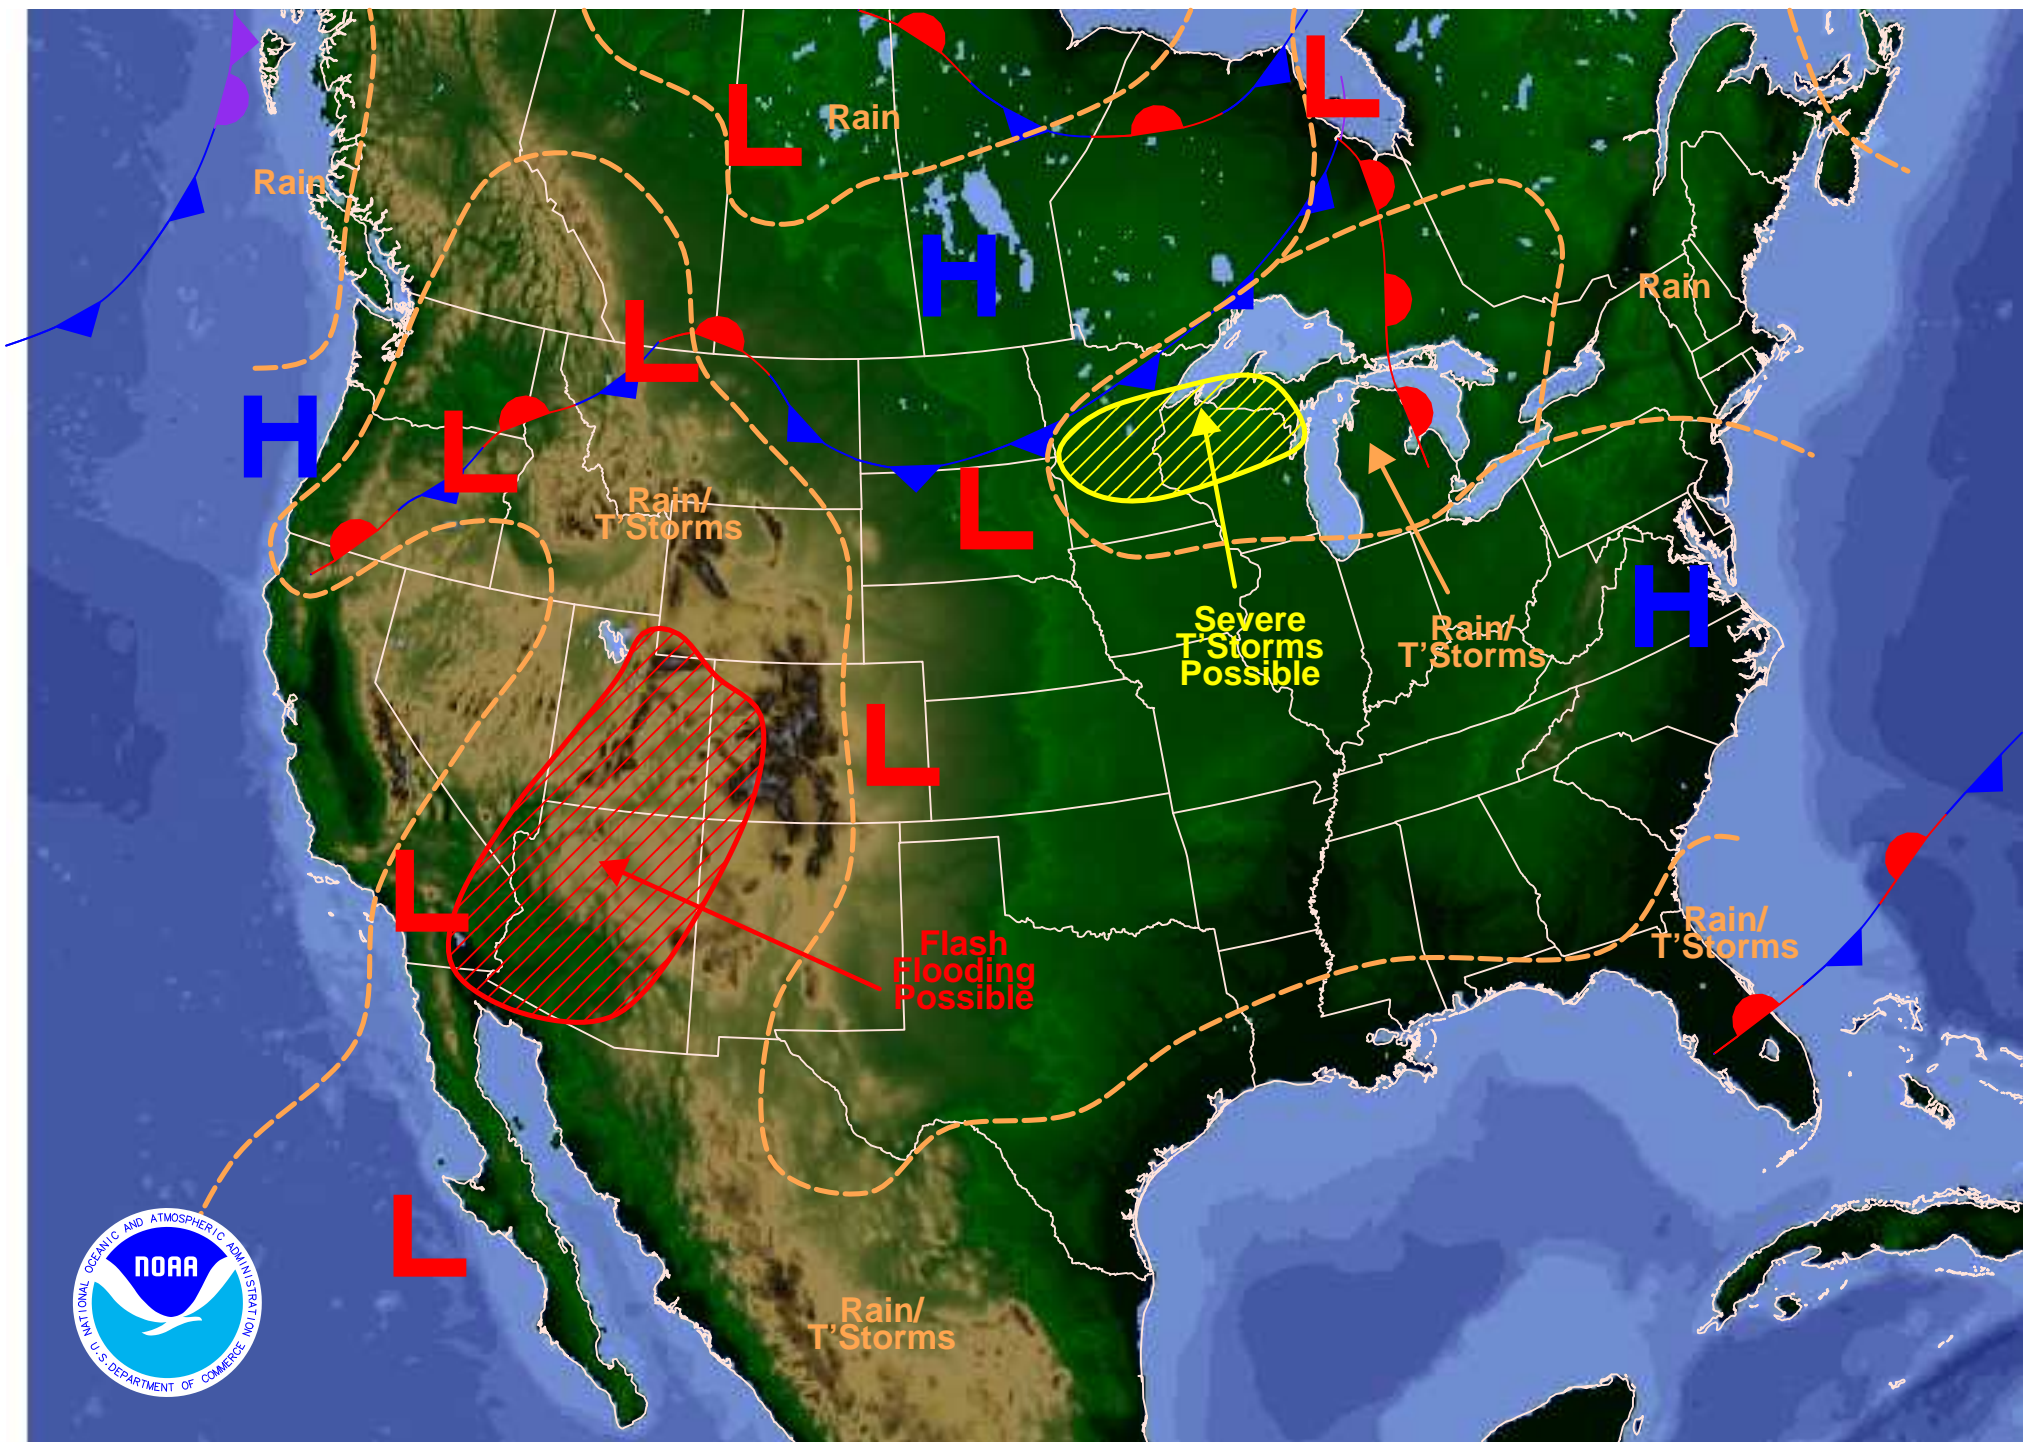 L
L
Rain
Rain
H
Rain
L
H
L
L
Rain/
T'Storms
H
Severe
T'Storms
Possible
Rain/
T'Storms
L
L
Flash
Flooding
Possible
Rain/
T'Storms
L
Rain/
T'Storms
NATIONAL OCEANIC AND ATMOSPHERIC ADMINISTRATION
NOAA
U.S. DEPARTMENT OF COMMERCE